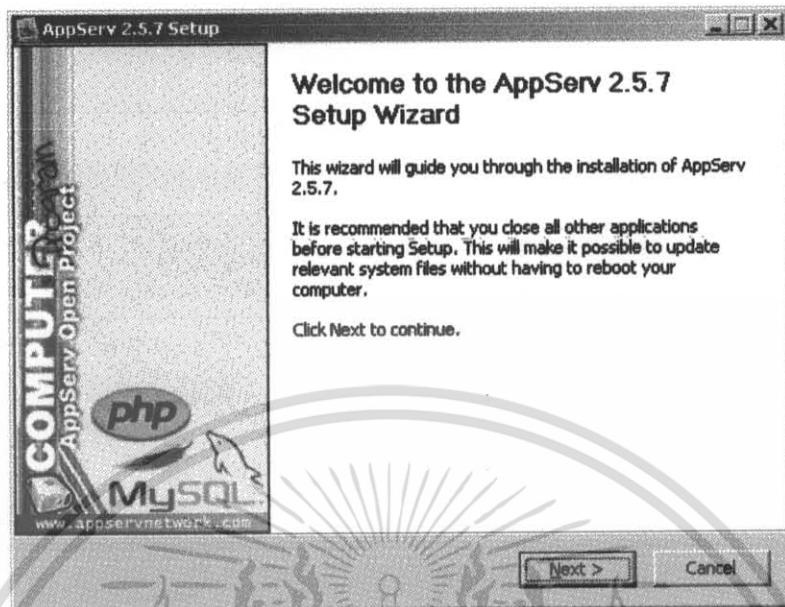 AppServ 2.5.7 Setup
Welcome to the AppServ 2.5.7
Setup Wizard
This wizard will guide you through the installation of AppServ
2.5.7.
It is recommended that you close all other applications
before starting Setup. This will make it possible to update
relevant system files without having to reboot your
computer.
Click Next to continue.
COMPUTER
Program
AppServ Open Project
php
MySQL
www.appservnetwork.com
Next >
Cancel